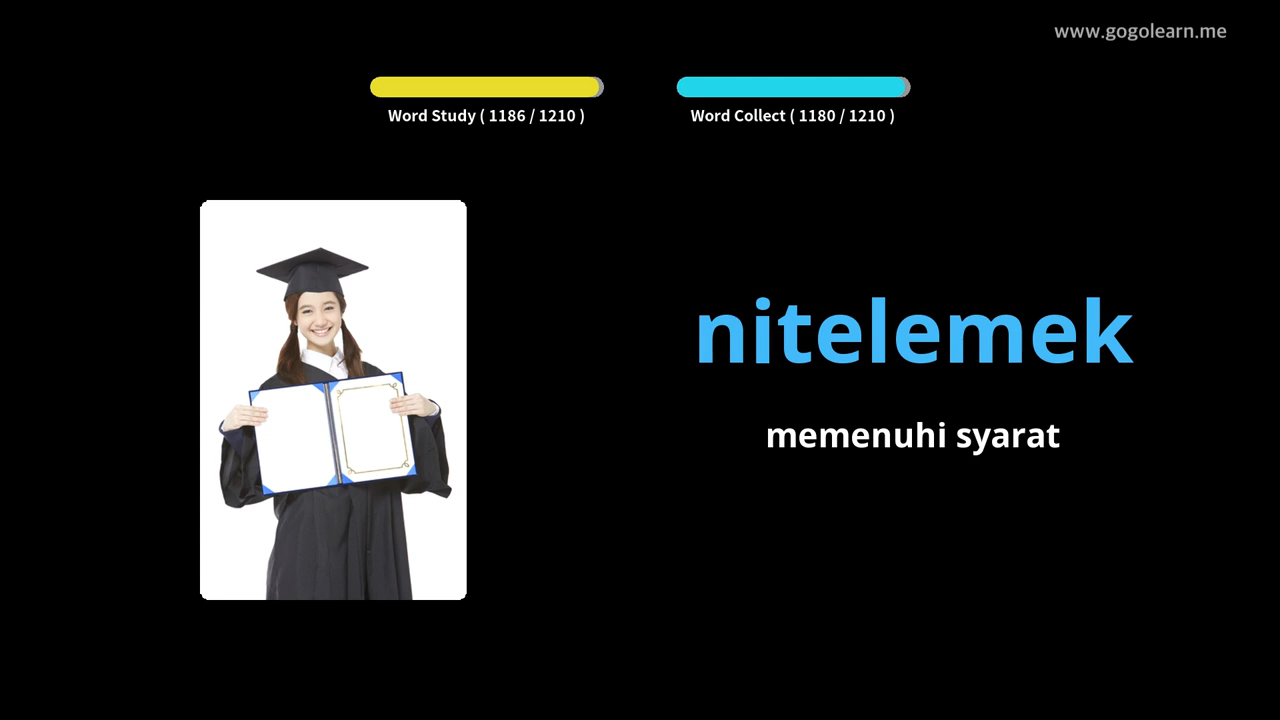 www.gogolearn.me
Word Study ( 1186 / 1210 )
Word Collect ( 1180 / 1210 )
nitelemek
memenuhi syarat